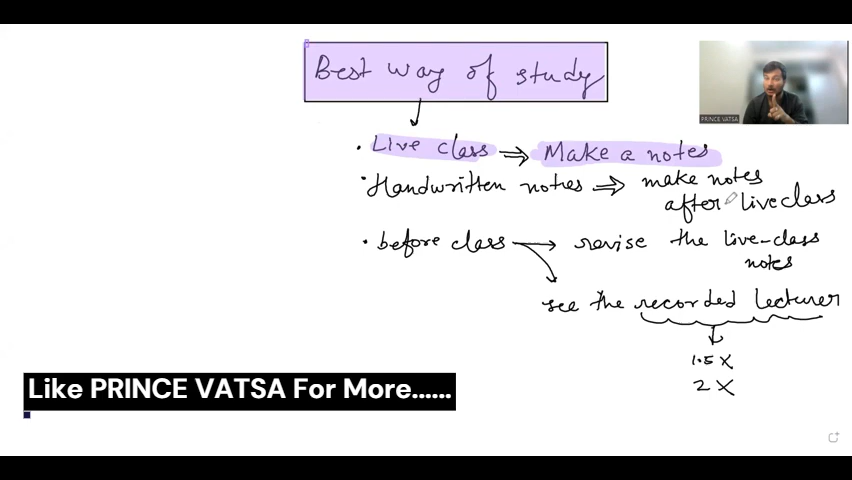 Best way of study
PRINCE VATSA
• Live class ⇒ Make a notes
• Handwritten notes ⇒ make notes
after liveclass
• before class → revise the live-class
notes
see the recorded lecturer
1.5 X
2 X
Like PRINCE VATSA For More......